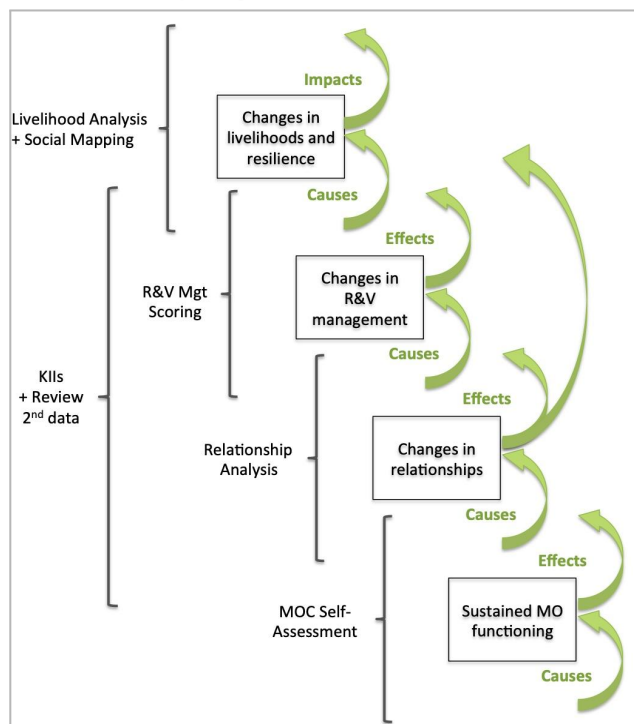 Impacts
Livelihood Analysis
+ Social Mapping
Changes in
livelihoods and
resilience
Causes
Effects
R&V Mgt
Scoring
Changes in
R&V
management
Causes
KIIs
+ Review
2nd data
Effects
Relationship
Analysis
Changes in
relationships
Causes
Effects
MOC Self-
Assessment
Sustained MO
functioning
Causes